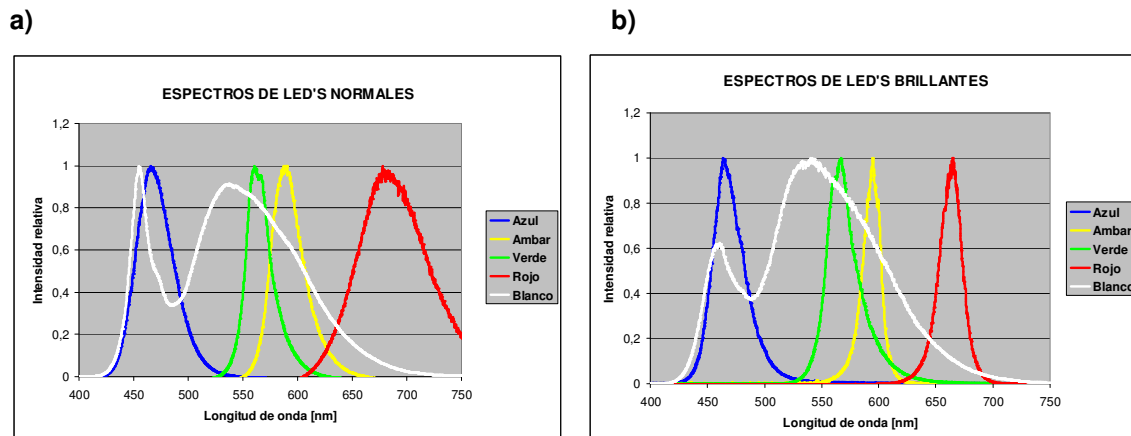 a)
b)
ESPECTROS DE LED'S NORMALES
1,2
1
0,8
0,6
0,4
0,2
0
Intensidad relativa
400 450 500 550 600 650 700 750
Longitud de onda [nm]
Azul
Ambar
Verde
Rojo
Blanco
ESPECTROS DE LED'S BRILLANTES
1,2
1
0,8
0,6
0,4
0,2
0
Intensidad relativa
400 450 500 550 600 650 700 750
Longitud de onda [nm]
Azul
Ambar
Verde
Rojo
Blanco